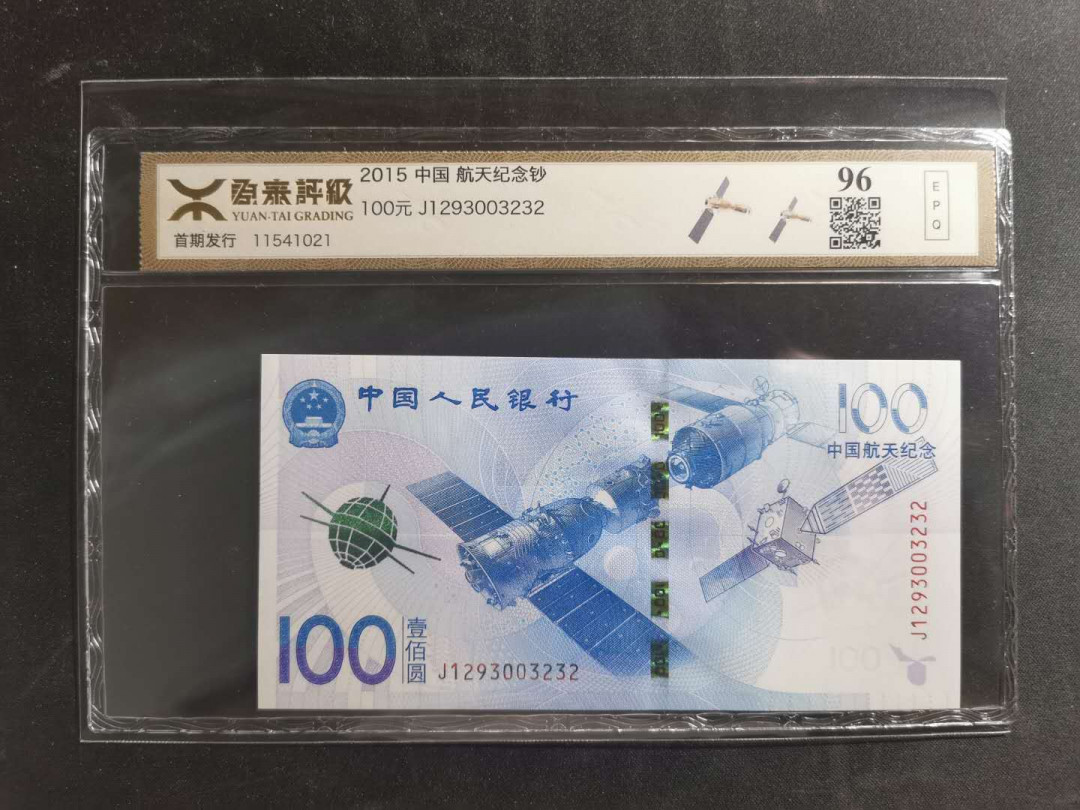 源泰評級
YUAN-TAI GRADING
2015 中国 航天纪念钞
100元 J1293003232
首期发行 11541021
96
EPQ
中国人民银行
100
中国航天纪念
J1293003232
100
壹佰圆
J1293003232